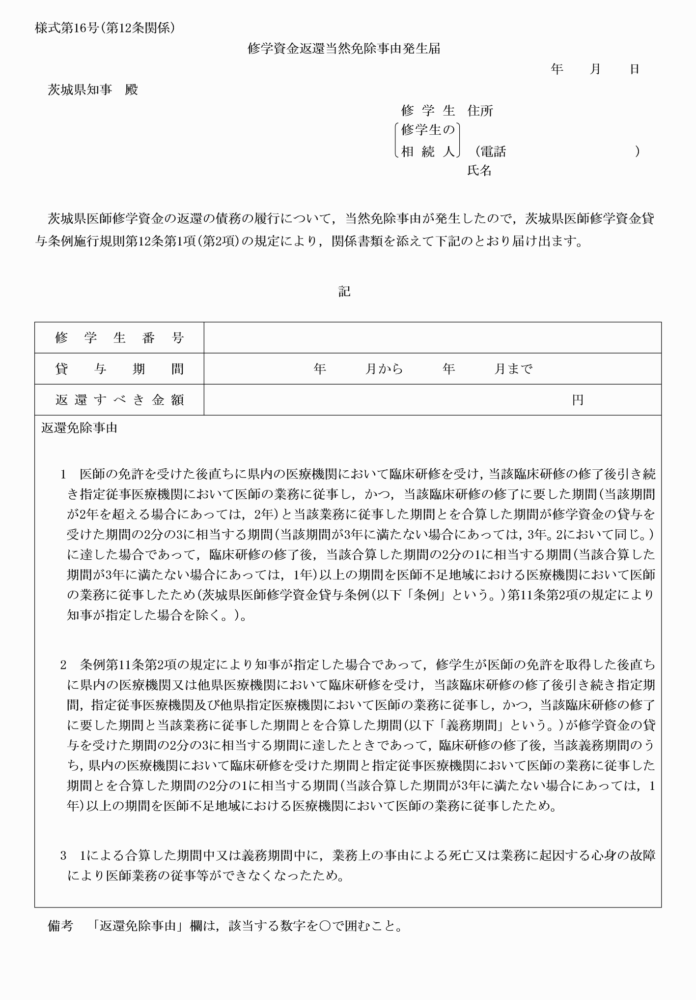 様式第16号(第12条関係)
修学資金返還当然免除事由発生届
年　　月　　日
茨城県知事　殿
修 学 生　住所
修学生の
相 続 人　(電話　　　　　　　　　　)
氏名
茨城県医師修学資金の返還の債務の履行について，当然免除事由が発生したので，茨城県医師修学資金貸
与条例施行規則第12条第1項(第2項)の規定により，関係書類を添えて下記のとおり届け出ます。
記
修学生番号
貸与期間　　年　　　月から　　　年　　　月まで
返還すべき金額　　円
返還免除事由
1　医師の免許を受けた後直ちに県内の医療機関において臨床研修を受け，当該臨床研修の修了後引き続
き指定従事医療機関において医師の業務に従事し，かつ，当該臨床研修の修了に要した期間(当該期間
が2年を超える場合にあっては，2年)と当該業務に従事した期間とを合算した期間が修学資金の貸与を
受けた期間の2分の3に相当する期間(当該期間が3年に満たない場合にあっては，3年。2において同じ。)
に達した場合であって，臨床研修の修了後，当該合算した期間の2分の1に相当する期間(当該合算した
期間が3年に満たない場合にあっては，1年)以上の期間を医師不足地域における医療機関において医師
の業務に従事したため(茨城県医師修学資金貸与条例(以下「条例」という。)第11条第2項の規定により
知事が指定した場合を除く。)。
2　条例第11条第2項の規定により知事が指定した場合であって，修学生が医師の免許を取得した後直ち
に県内の医療機関又は他県医療機関において臨床研修を受け，当該臨床研修の修了後引き続き指定期
間，指定従事医療機関及び他県指定医療機関において医師の業務に従事し，かつ，当該臨床研修の修了
に要した期間と当該業務に従事した期間とを合算した期間(以下「義務期間」という。)が修学資金の貸
与を受けた期間の2分の3に相当する期間に達したときであって，臨床研修の修了後，当該義務期間のう
ち，県内の医療機関において臨床研修を受けた期間と指定従事医療機関において医師の業務に従事した
期間とを合算した期間の2分の1に相当する期間(当該合算した期間が3年に満たない場合にあっては，1
年)以上の期間を医師不足地域における医療機関において医師の業務に従事したため。
3　1による合算した期間中又は義務期間中に，業務上の事由による死亡又は業務に起因する心身の故障
により医師業務の従事等ができなくなったため。
備考　「返還免除事由」欄は，該当する数字を○で囲むこと。